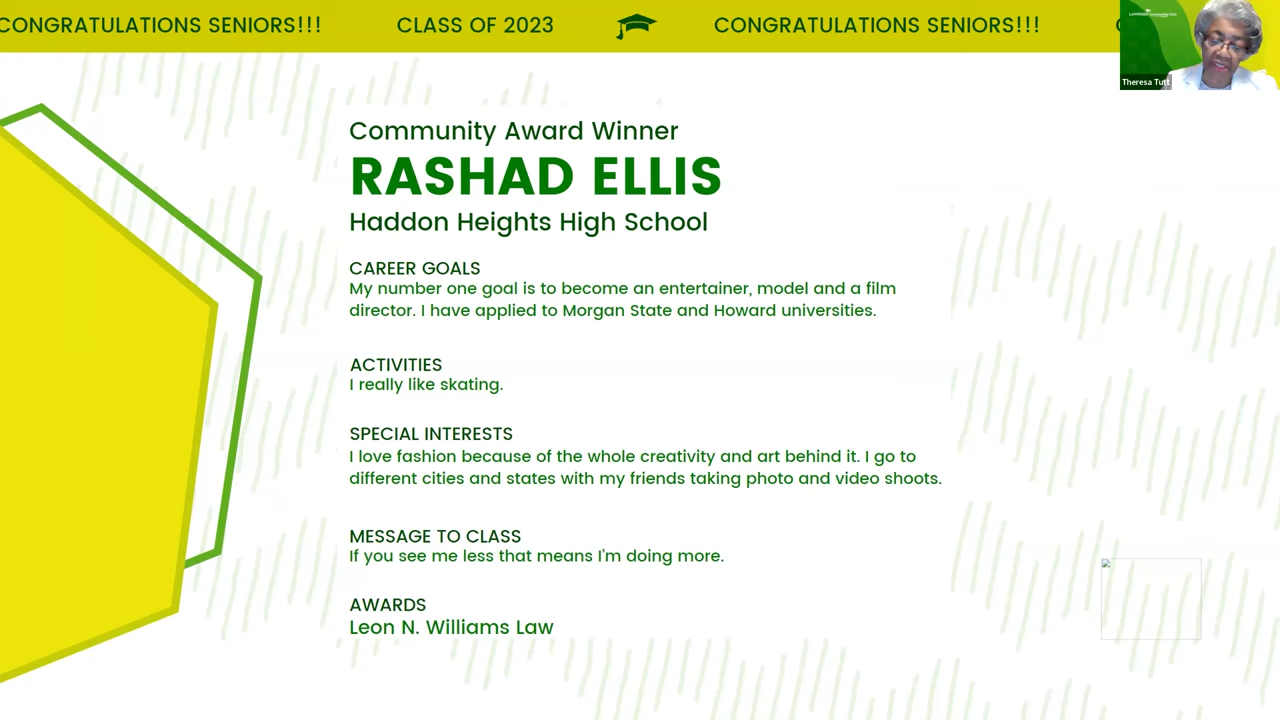 CONGRATULATIONS SENIORS!!! CLASS OF 2023 CONGRATULATIONS SENIORS!!!
Theresa Tutt
Community Award Winner
RASHAD ELLIS
Haddon Heights High School
CAREER GOALS
My number one goal is to become an entertainer, model and a film
director. I have applied to Morgan State and Howard universities.
ACTIVITIES
I really like skating.
SPECIAL INTERESTS
I love fashion because of the whole creativity and art behind it. I go to
different cities and states with my friends taking photo and video shoots.
MESSAGE TO CLASS
If you see me less that means I'm doing more.
AWARDS
Leon N. Williams Law